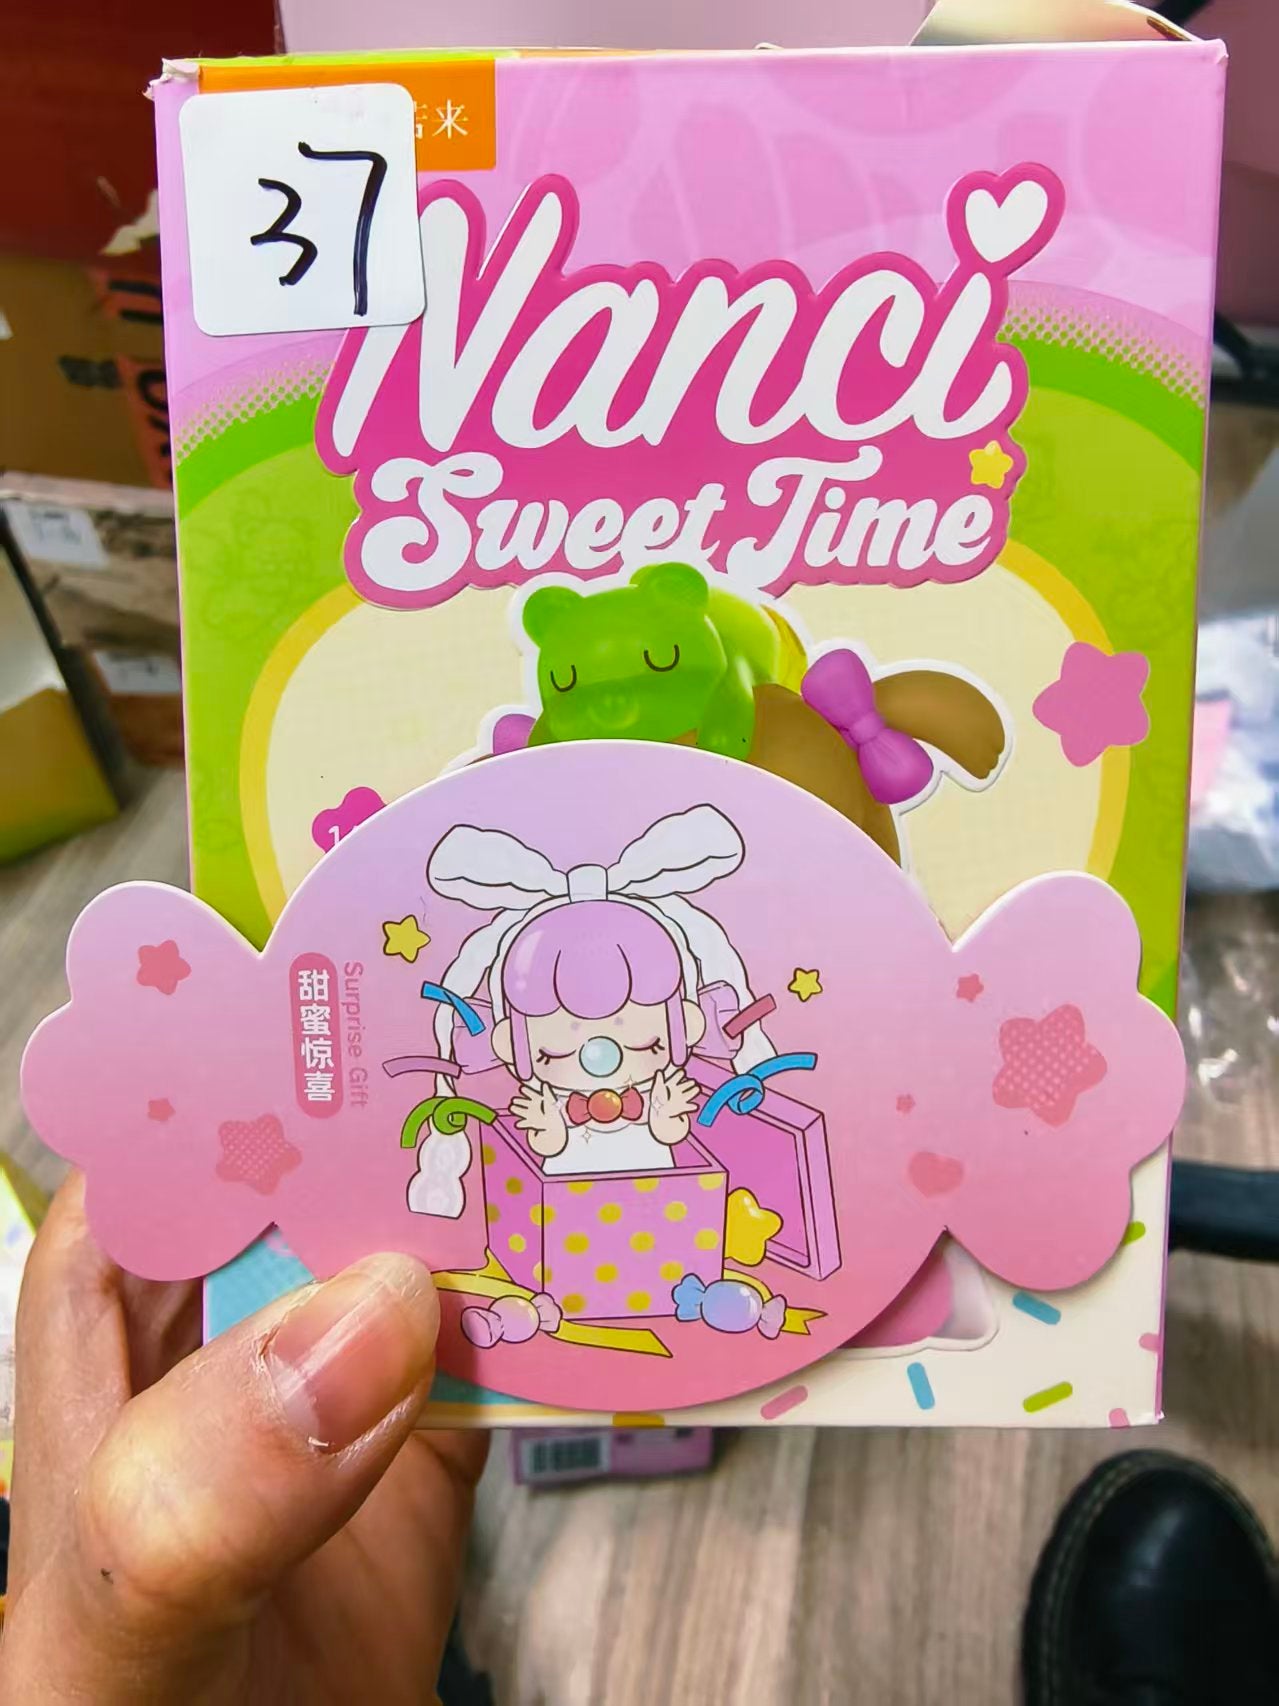 37
来
Nanci
Sweet Time
Surprise Gift
甜蜜惊喜